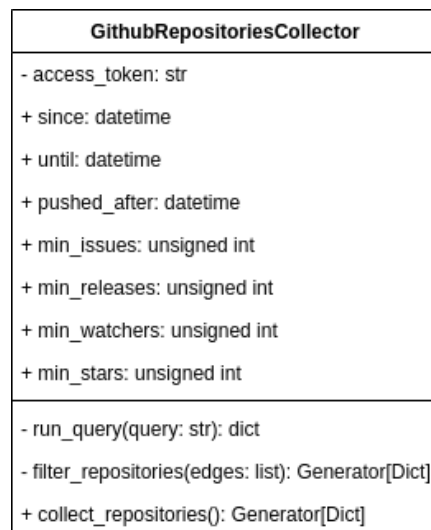 GithubRepositoriesCollector
- access_token: str
+ since: datetime
+ until: datetime
+ pushed_after: datetime
+ min_issues: unsigned int
+ min_releases: unsigned int
+ min_watchers: unsigned int
+ min_stars: unsigned int
- run_query(query: str): dict
- filter_repositories(edges: list): Generator[Dict]
+ collect_repositories(): Generator[Dict]